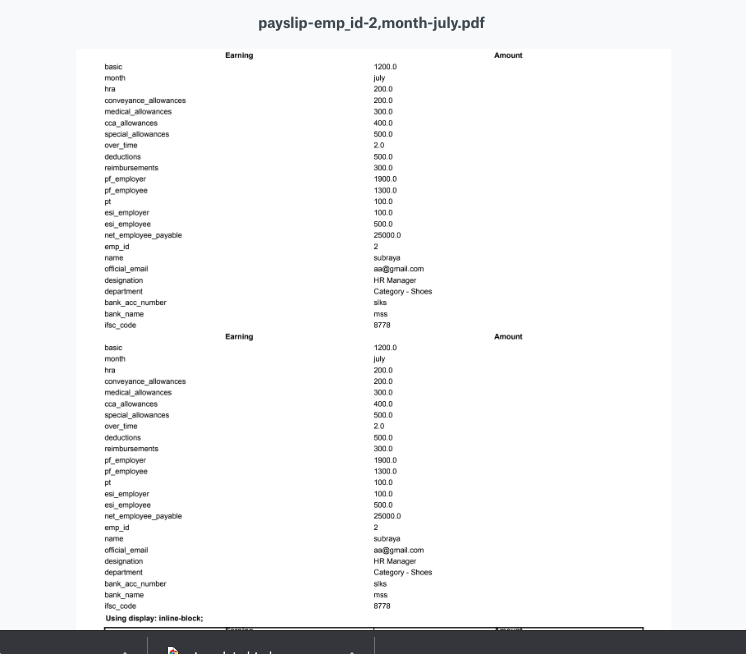 payslip-emp_id-2,month-july.pdf
Earning Amount
basic 1200.0
month july
hra 200.0
conveyance_allowances 200.0
medical_allowances 300.0
cca_allowances 400.0
special_allowances 500.0
over_time 2.0
deductions 500.0
reimbursements 300.0
pf_employer 1900.0
pf_employee 1300.0
pt 100.0
esi_employer 100.0
esi_employee 500.0
net_employee_payable 25000.0
emp_id 2
name subraya
official_email aa@gmail.com
designation HR Manager
department Category - Shoes
bank_acc_number slks
bank_name mss
ifsc_code 8778
Earning Amount
basic 1200.0
month july
hra 200.0
conveyance_allowances 200.0
medical_allowances 300.0
cca_allowances 400.0
special_allowances 500.0
over_time 2.0
deductions 500.0
reimbursements 300.0
pf_employer 1900.0
pf_employee 1300.0
pt 100.0
esi_employer 100.0
esi_employee 500.0
net_employee_payable 25000.0
emp_id 2
name subraya
official_email aa@gmail.com
designation HR Manager
department Category - Shoes
bank_acc_number slks
bank_name mss
ifsc_code 8778
Using display: inline-block;